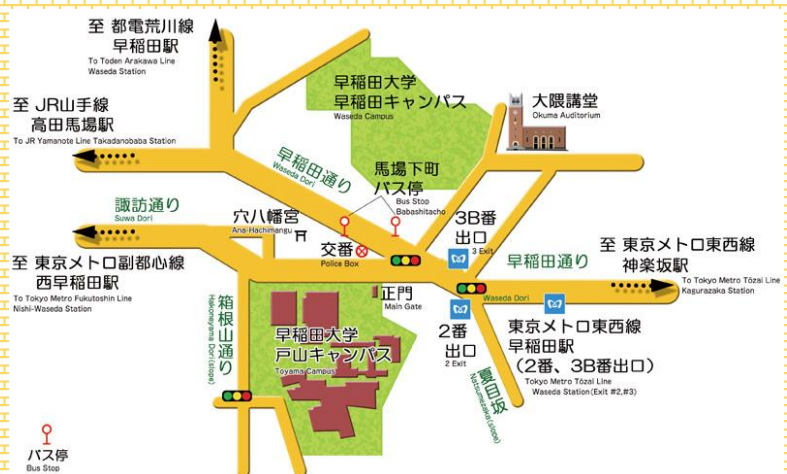 至 都電荒川線
早稲田駅
To Toden Arakawa Line
Waseda Station
至 JR山手線
高田馬場駅
To JR Yamanote Line Takadanobaba Station
早稲田大学
早稲田キャンパス
Waseda Campus
大隈講堂
Okuma Auditorium
早稲田通り
Waseda Dori
馬場下町
バス停
Bus Stop
Babashitacho
諏訪通り
Suwa Dori
穴八幡宮
Ana-Hachimangu
交番
Police Box
3B番
出口
3 Exit
至 東京メトロ東西線
神楽坂駅
To Tokyo Metro Tōzai Line
Kagurazaka Station
早稲田通り
Waseda Dori
至 東京メトロ副都心線
西早稲田駅
To Tokyo Metro Fukutoshin Line
Nishi-Waseda Station
箱根山通り
Hakoneyama Dori(slope)
正門
Main Gate
早稲田大学
戸山キャンパス
Toyama Campus
2番
出口
2 Exit
夏目坂
Natsumezaka(slope)
東京メトロ東西線
早稲田駅
(2番、3B番出口)
Tokyo Metro Tōzai Line
Waseda Station(Exit #2,#3)
バス停
Bus Stop